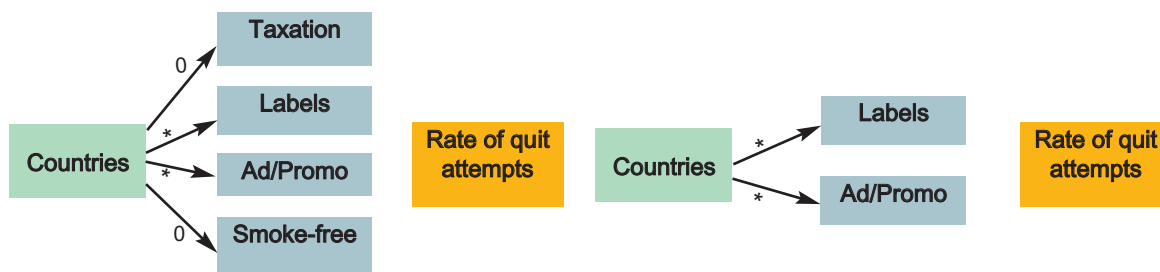 Taxation
0
Labels
*
Countries
*
Ad/Promo
0
Smoke-free
Rate of quit
attempts
Countries
*
Labels
*
Ad/Promo
Rate of quit
attempts